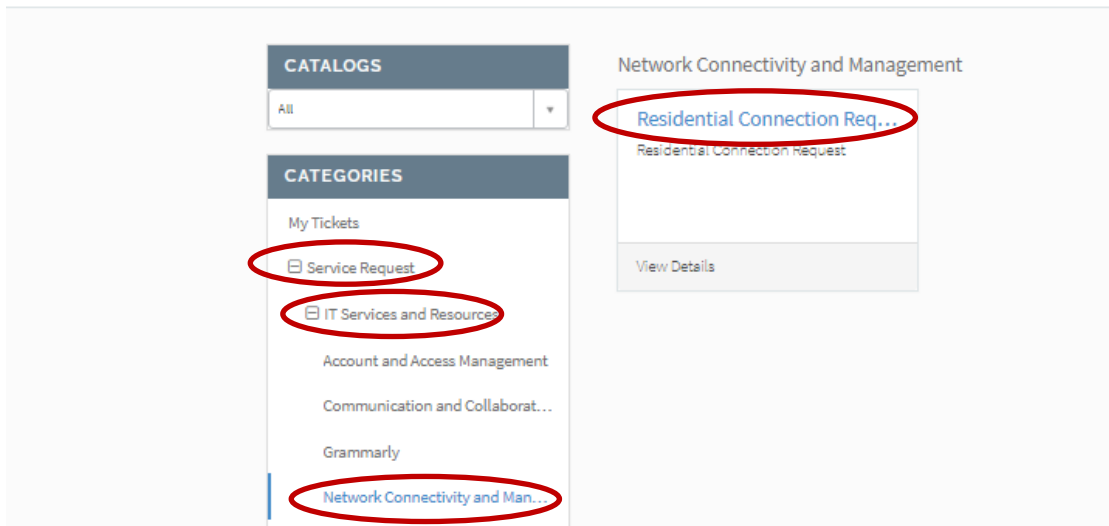 CATALOGS
All
CATEGORIES
My Tickets
Service Request
IT Services and Resources
Account and Access Management
Communication and Collaborat...
Grammarly
Network Connectivity and Man...
Network Connectivity and Management
Residential Connection Req...
Residential Connection Request
View Details